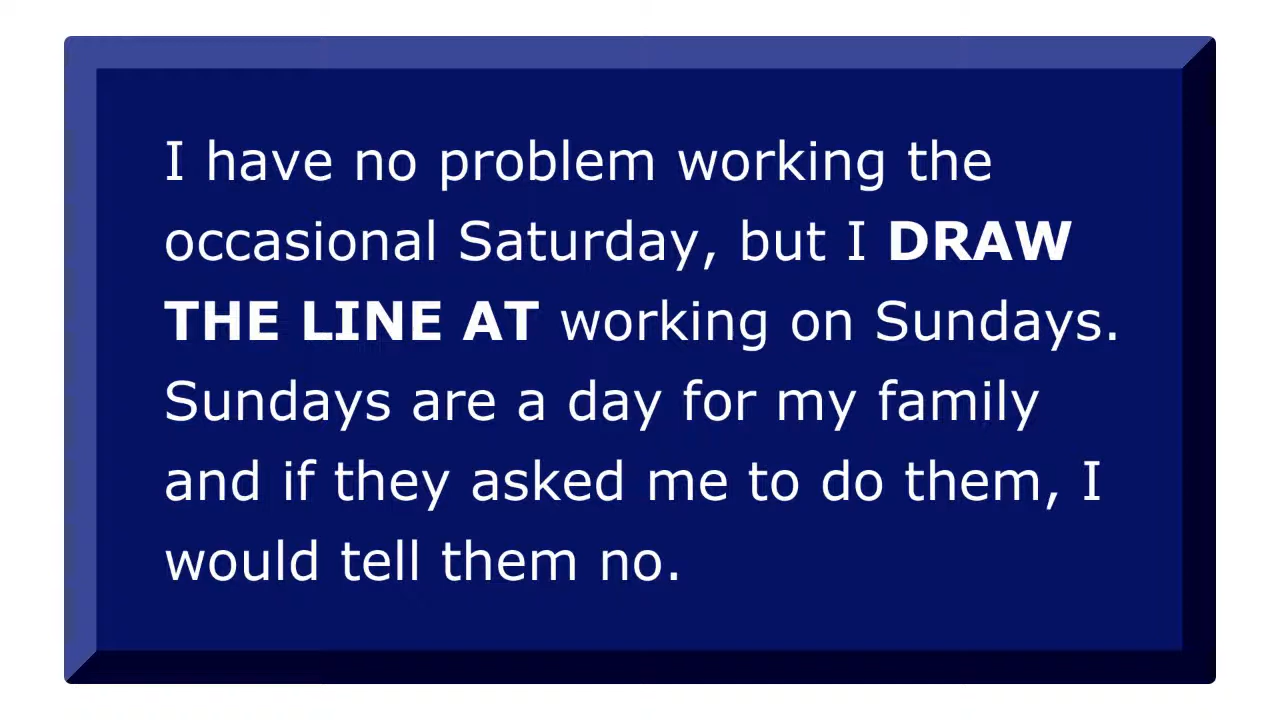 I have no problem working the
occasional Saturday, but I DRAW
THE LINE AT working on Sundays.
Sundays are a day for my family
and if they asked me to do them, I
would tell them no.